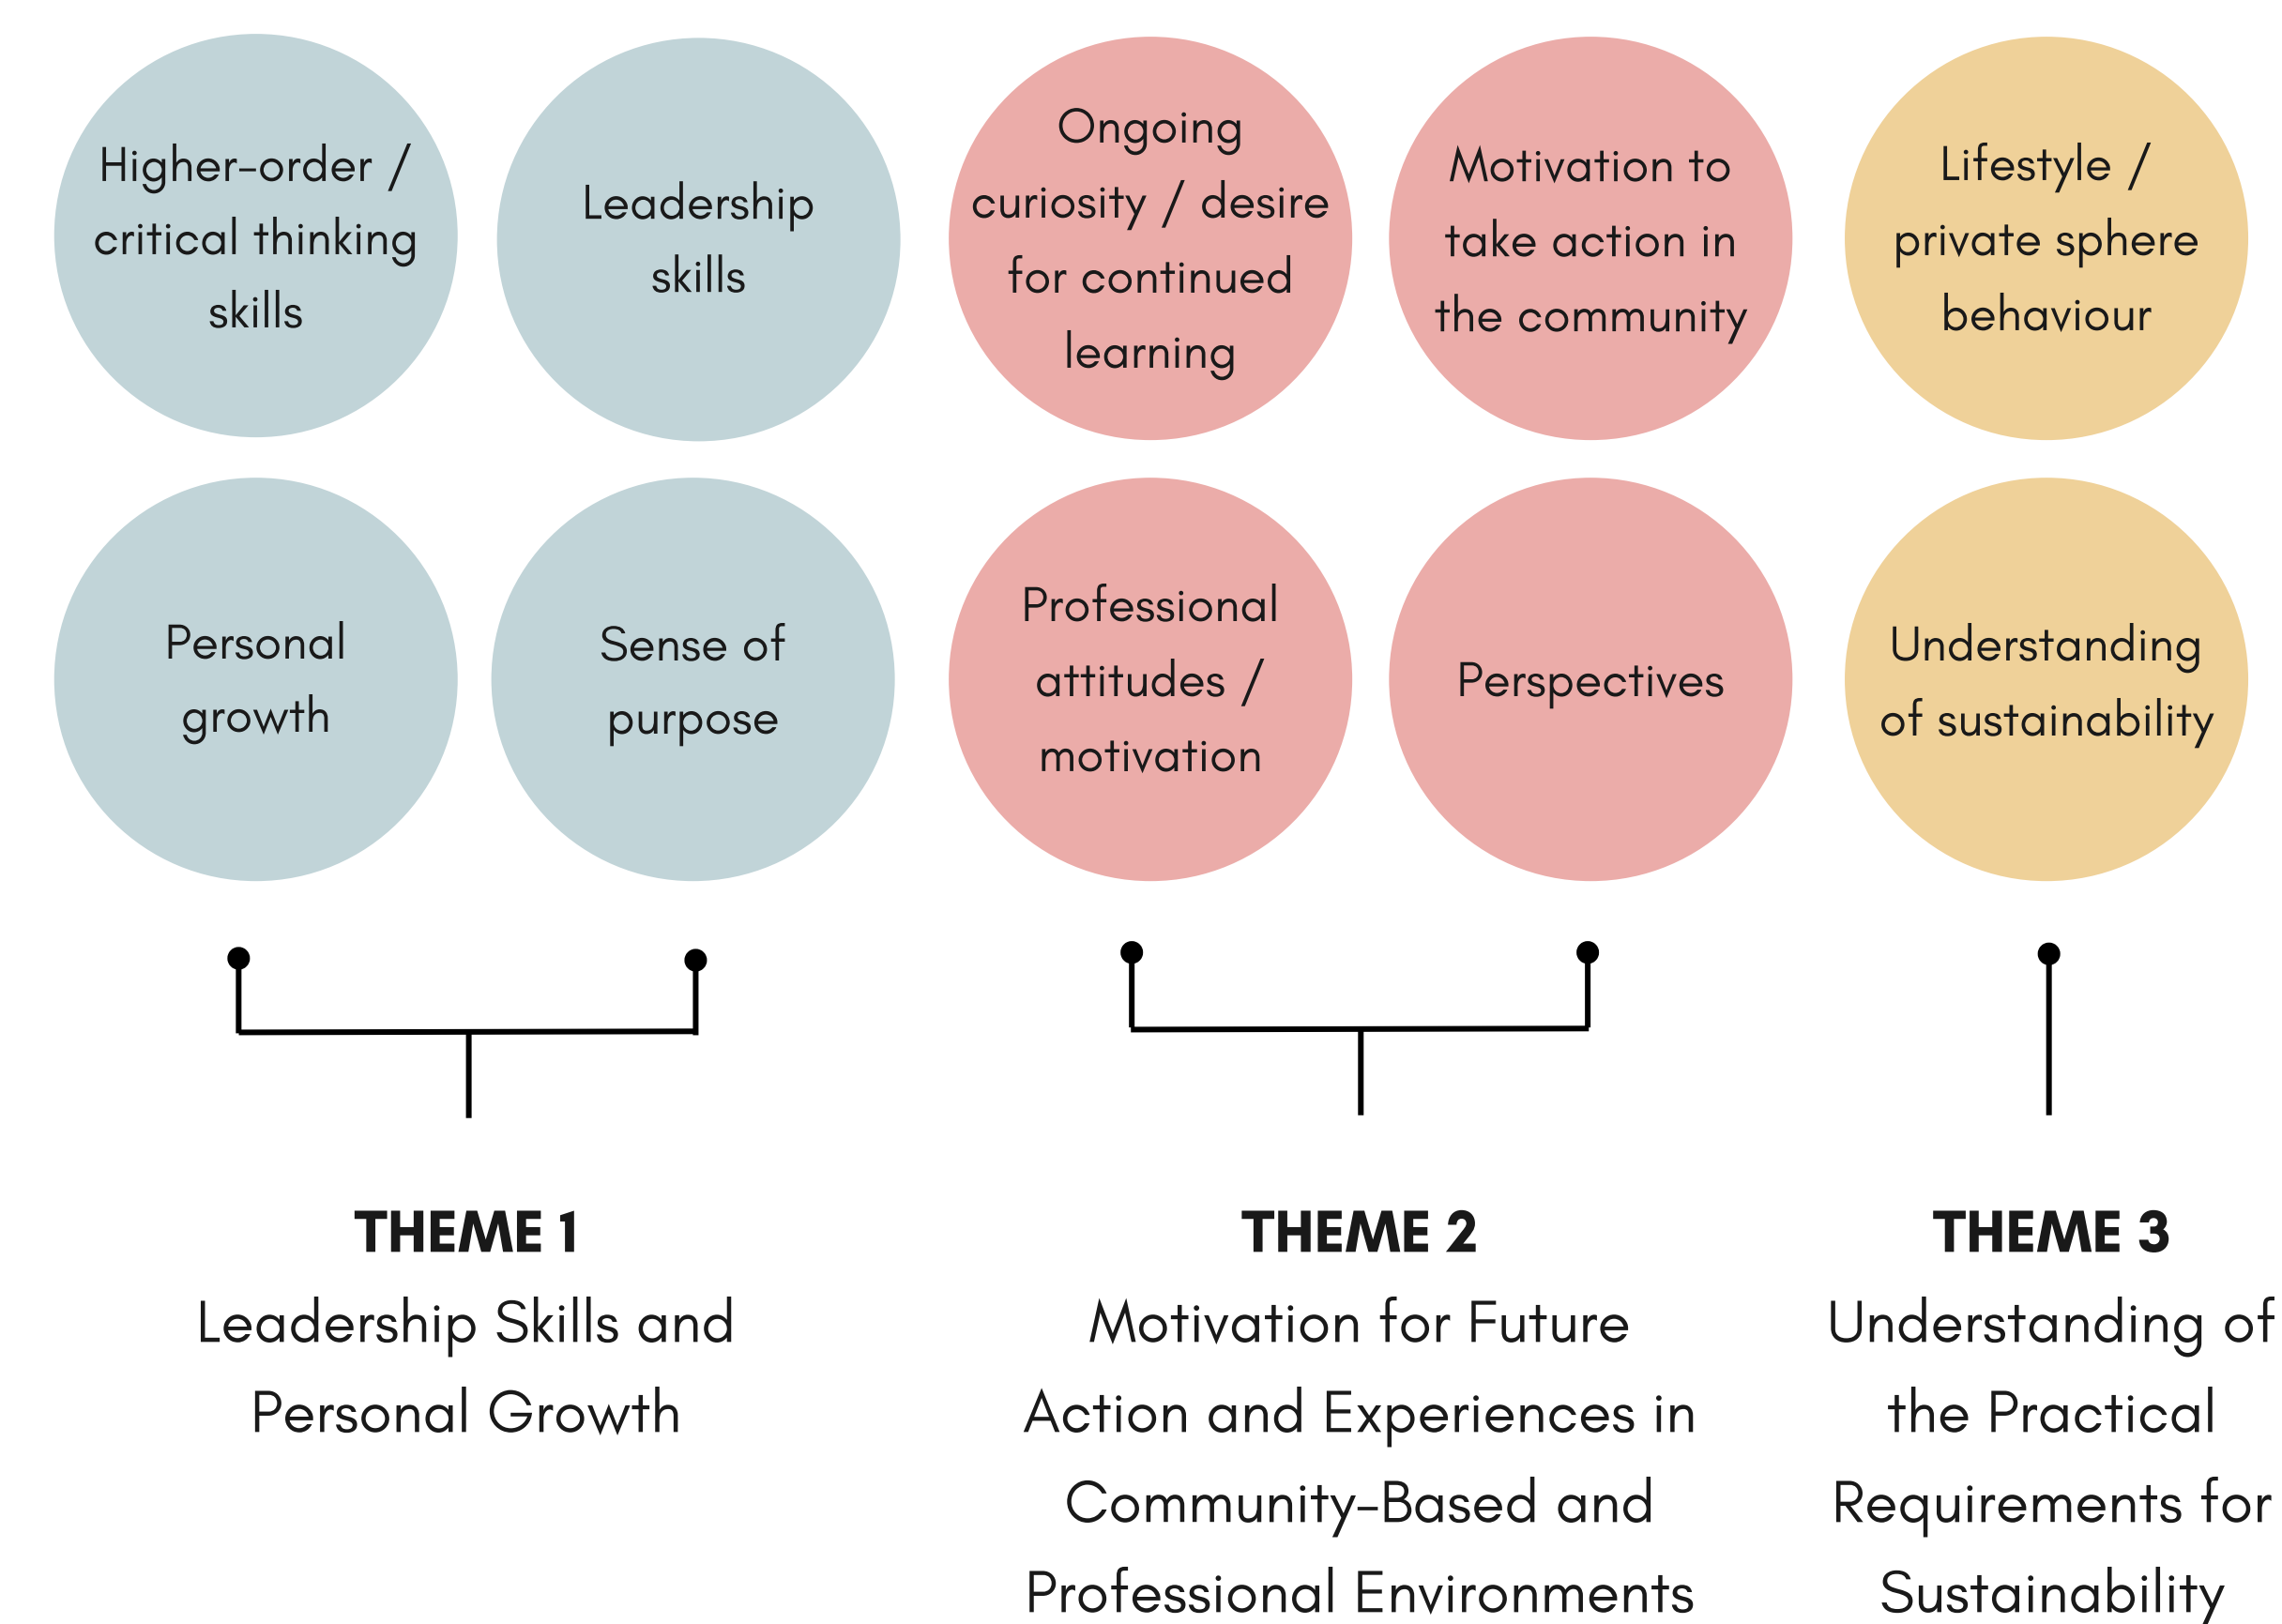 Higher-order /
critical thinking
skills
Leadership
skills
Ongoing
curiosity / desire
for continued
learning
Motivation to
take action in
the community
Lifestyle /
private sphere
behaviour
Personal
growth
Sense of
purpose
Professional
attitudes /
motivation
Perspectives
Understanding
of sustainability
THEME 1
Leadership Skills and
Personal Growth
THEME 2
Motivation for Future
Action and Experiences in
Community-Based and
Professional Environments
THEME 3
Understanding of
the Practical
Requirements for
Sustainability